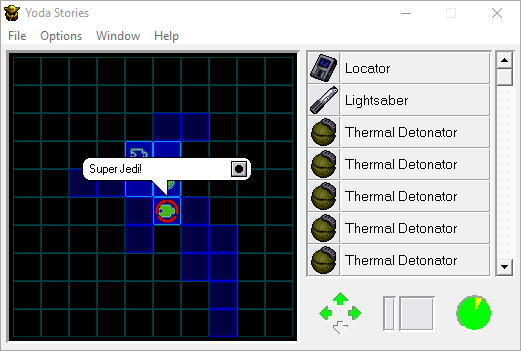 Yoda Stories
File Options Window Help
Super Jedi!
Locator
Lightsaber
Thermal Detonator
Thermal Detonator
Thermal Detonator
Thermal Detonator
Thermal Detonator